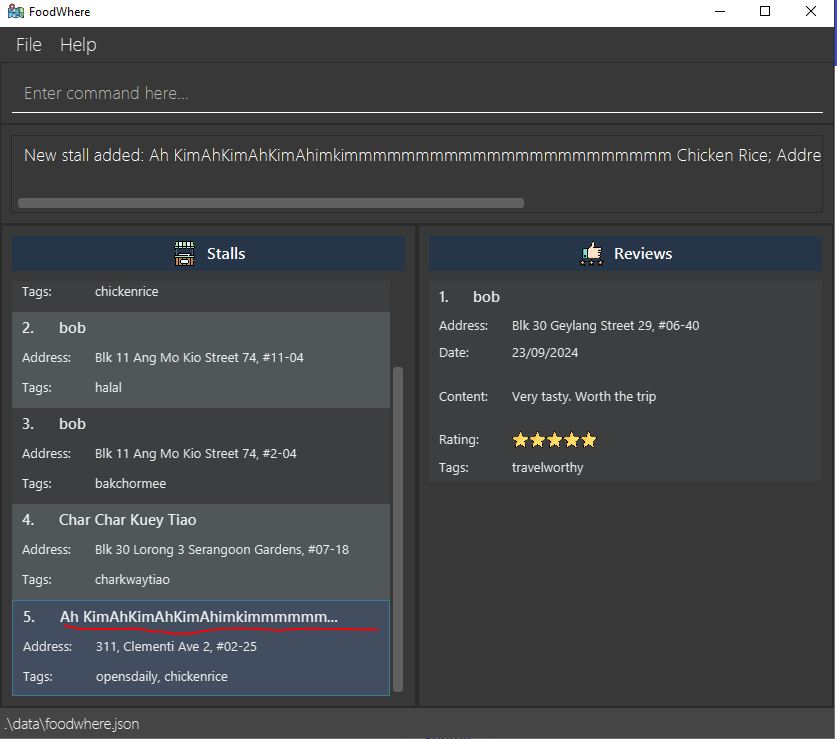 FoodWhere
File Help
Enter command here...
New stall added: Ah KimAhKimAhKimAhimkimmmmmmmmmmmmmmmmmmmmmmm Chicken Rice; Addre
Stalls
Tags: chickenrice
2. bob
Address: Blk 11 Ang Mo Kio Street 74, #11-04
Tags: halal
3. bob
Address: Blk 11 Ang Mo Kio Street 74, #2-04
Tags: bakchormee
4. Char Char Kuey Tiao
Address: Blk 30 Lorong 3 Serangoon Gardens, #07-18
Tags: charkwaytiao
5. Ah KimAhKimAhKimAhimkimmmmmm...
Address: 311, Clementi Ave 2, #02-25
Tags: opensdaily, chickenrice
Reviews
1. bob
Address: Blk 30 Geylang Street 29, #06-40
Date: 23/09/2024
Content: Very tasty. Worth the trip
Rating:
Tags: travelworthy
.\data\foodwhere.json